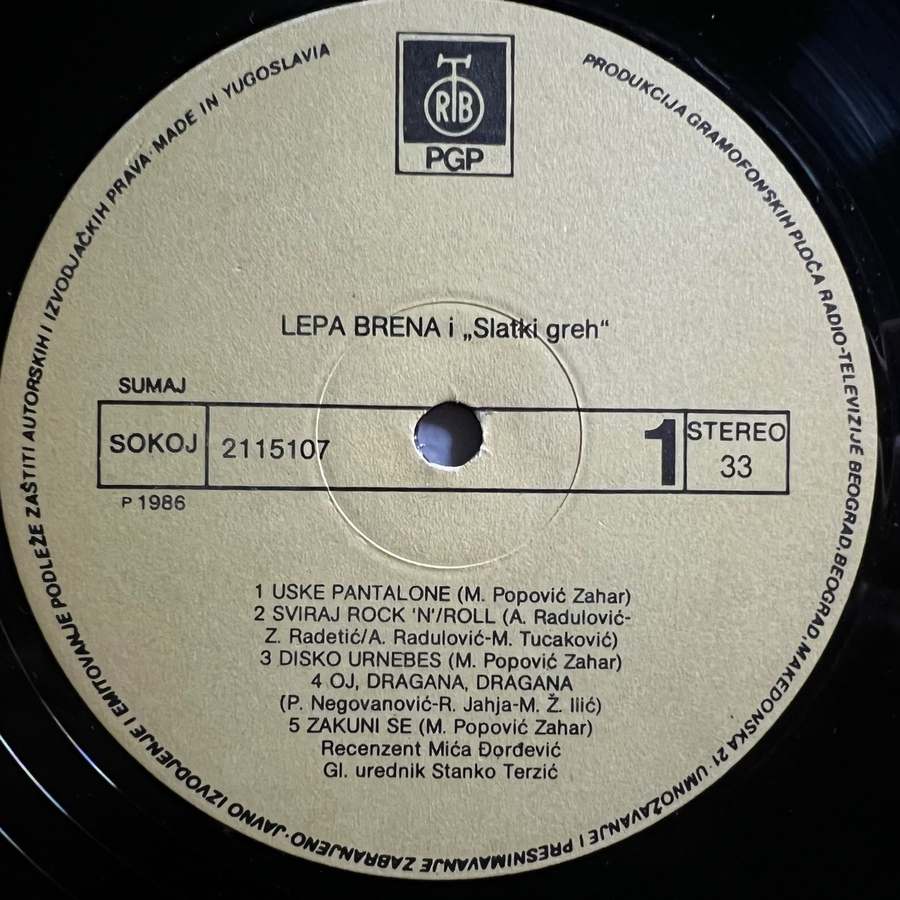 RTB
PGP
PRODUKCIJA GRAMOFONSKIH PLOČA RADIO-TELEVIZIJE BEOGRAD, BEOGRAD, MAKEDONSKA 21 · UMNOŽAVANJE I PRESNIMAVANJE ZABRANJENO · JAVNO IZVODJENJE I EMITOVANJE PODLEŽE ZAŠTITI AUTORSKIH I IZVODJAČKIH PRAVA · MADE IN YUGOSLAVIA
LEPA BRENA i „Slatki greh“
SUMAJ
SOKOJ 2115107 1 STEREO
33
P 1986
1 USKE PANTALONE (M. Popović Zahar)
2 SVIRAJ ROCK 'N'/ROLL (A. Radulović-
Z. Radetić/A. Radulović-M. Tucaković)
3 DISKO URNEBES (M. Popović Zahar)
4 OJ, DRAGANA, DRAGANA
(P. Negovanović-R. Jahja-M. Ž. Ilić)
5 ZAKUNI SE (M. Popović Zahar)
Recenzent Mića Đorđević
Gl. urednik Stanko Terzić